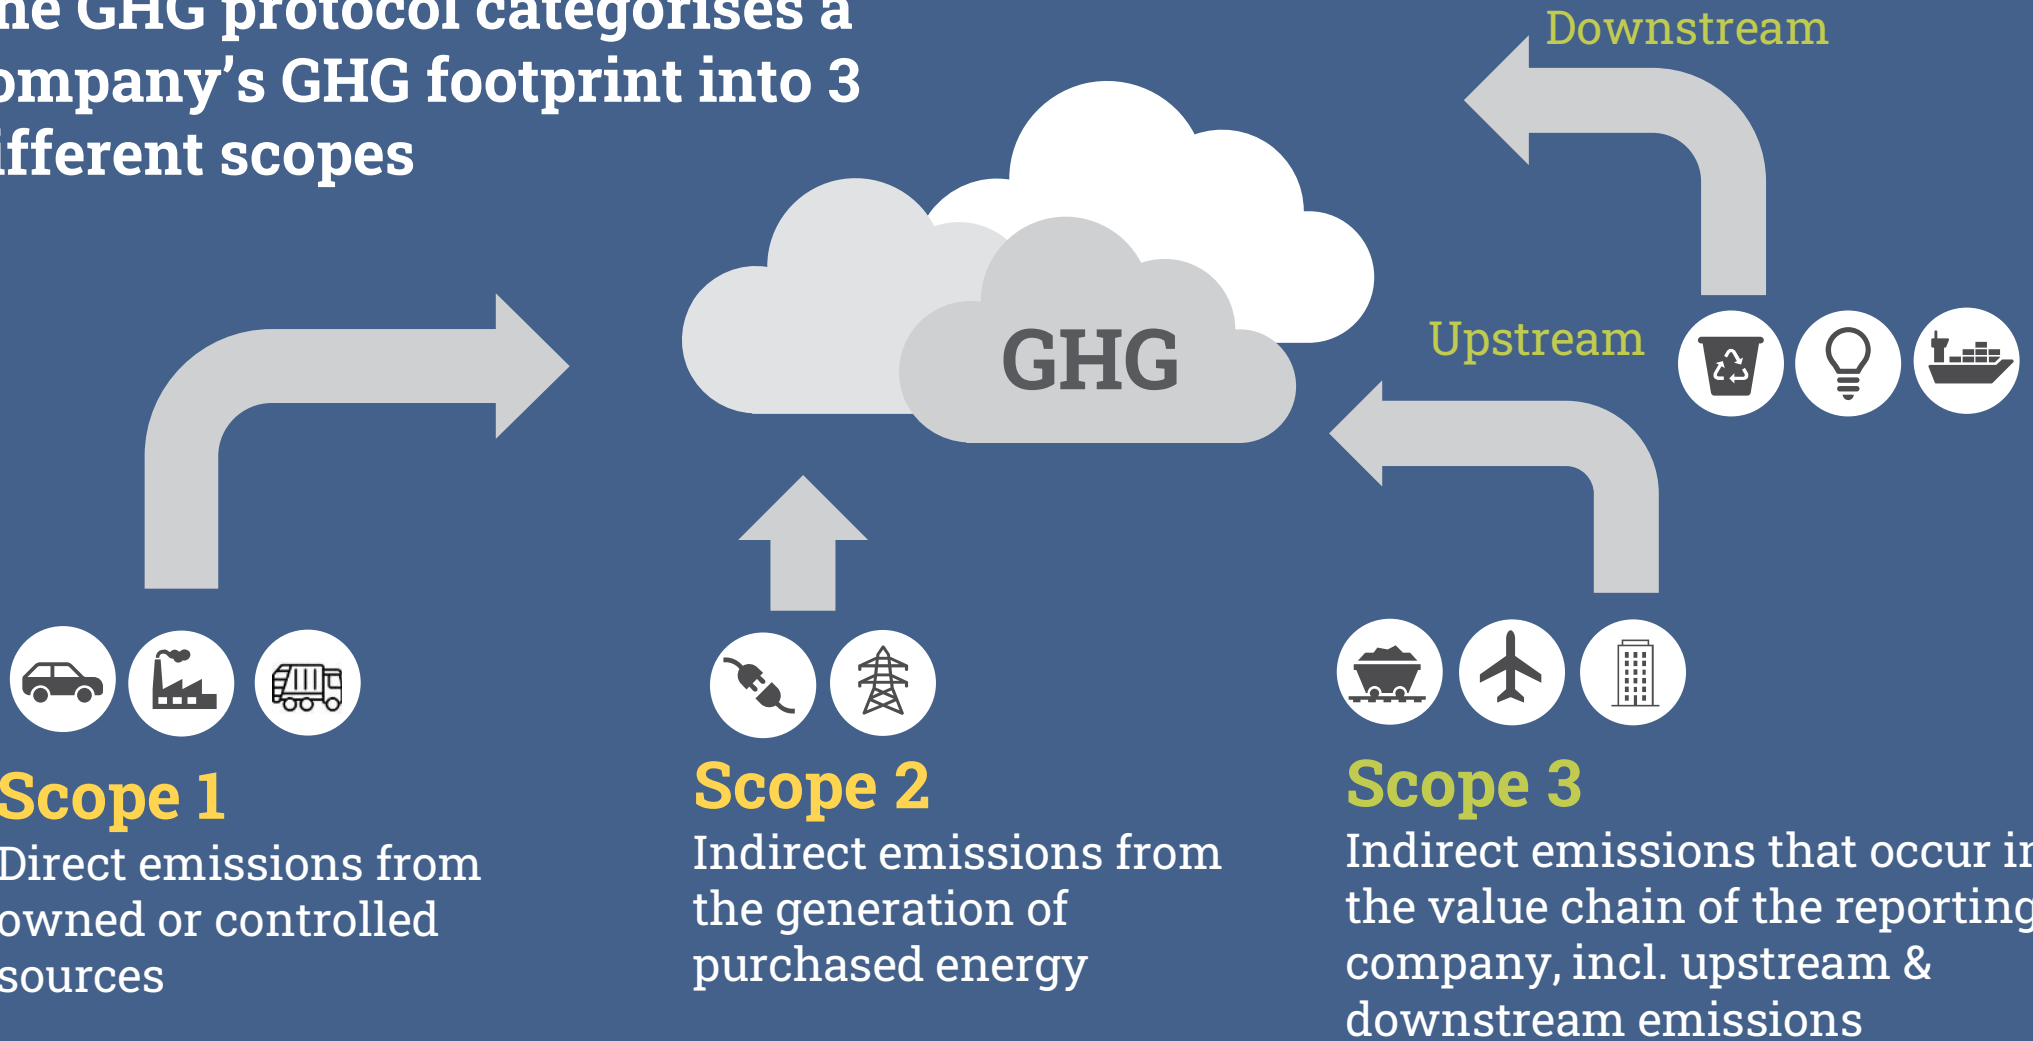 he GHG protocol categorises a
ompany's GHG footprint into 3
ifferent scopes
Downstream
Upstream
GHG
Scope 1
Direct emissions from
owned or controlled
sources
Scope 2
Indirect emissions from
the generation of
purchased energy
Scope 3
Indirect emissions that occur in
the value chain of the reporting
company, incl. upstream &
downstream emissions